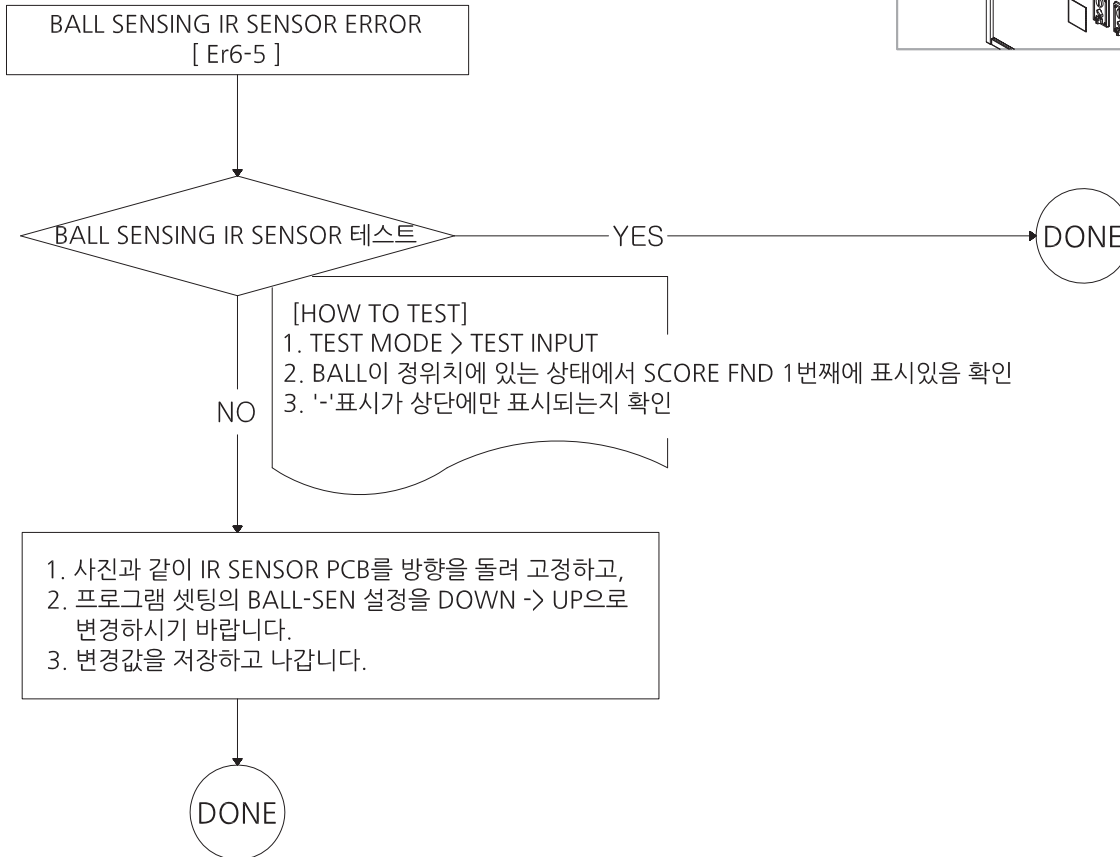 BALL SENSING IR SENSOR ERROR
[ Er6-5 ]
BALL SENSING IR SENSOR 테스트
YES
DONE
[HOW TO TEST]
1. TEST MODE > TEST INPUT
2. BALL이 정위치에 있는 상태에서 SCORE FND 1번째에 표시있음 확인
3. '-'표시가 상단에만 표시되는지 확인
NO
1. 사진과 같이 IR SENSOR PCB를 방향을 돌려 고정하고,
2. 프로그램 셋팅의 BALL-SEN 설정을 DOWN -> UP으로
변경하시기 바랍니다.
3. 변경값을 저장하고 나갑니다.
DONE